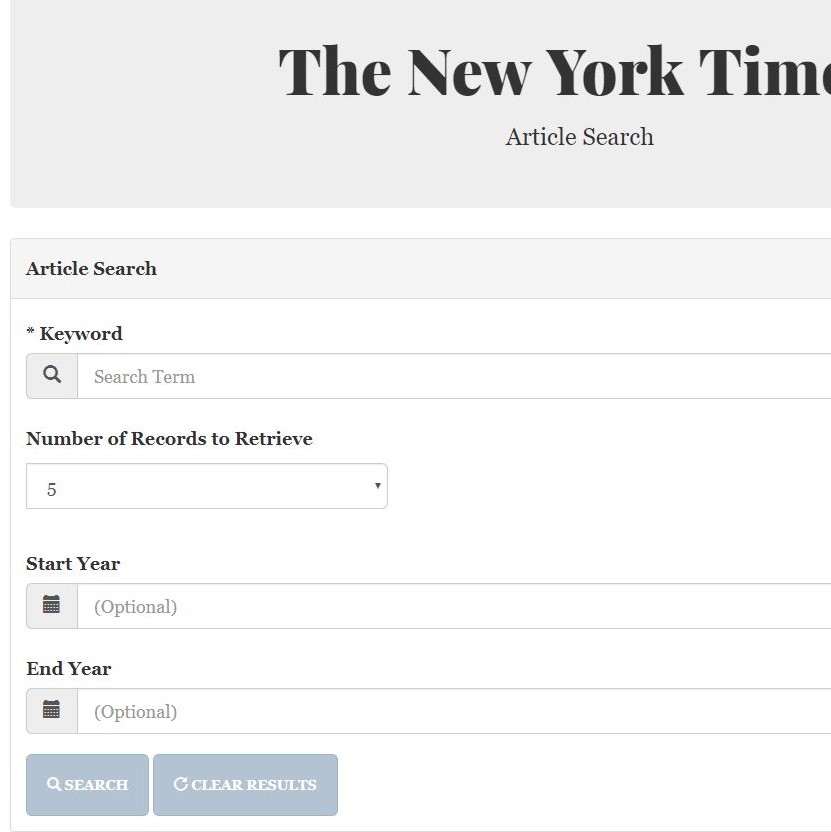 The New York Time
Article Search
Article Search
* Keyword
Search Term
Number of Records to Retrieve
5
Start Year
(Optional)
End Year
(Optional)
SEARCH CLEAR RESULTS